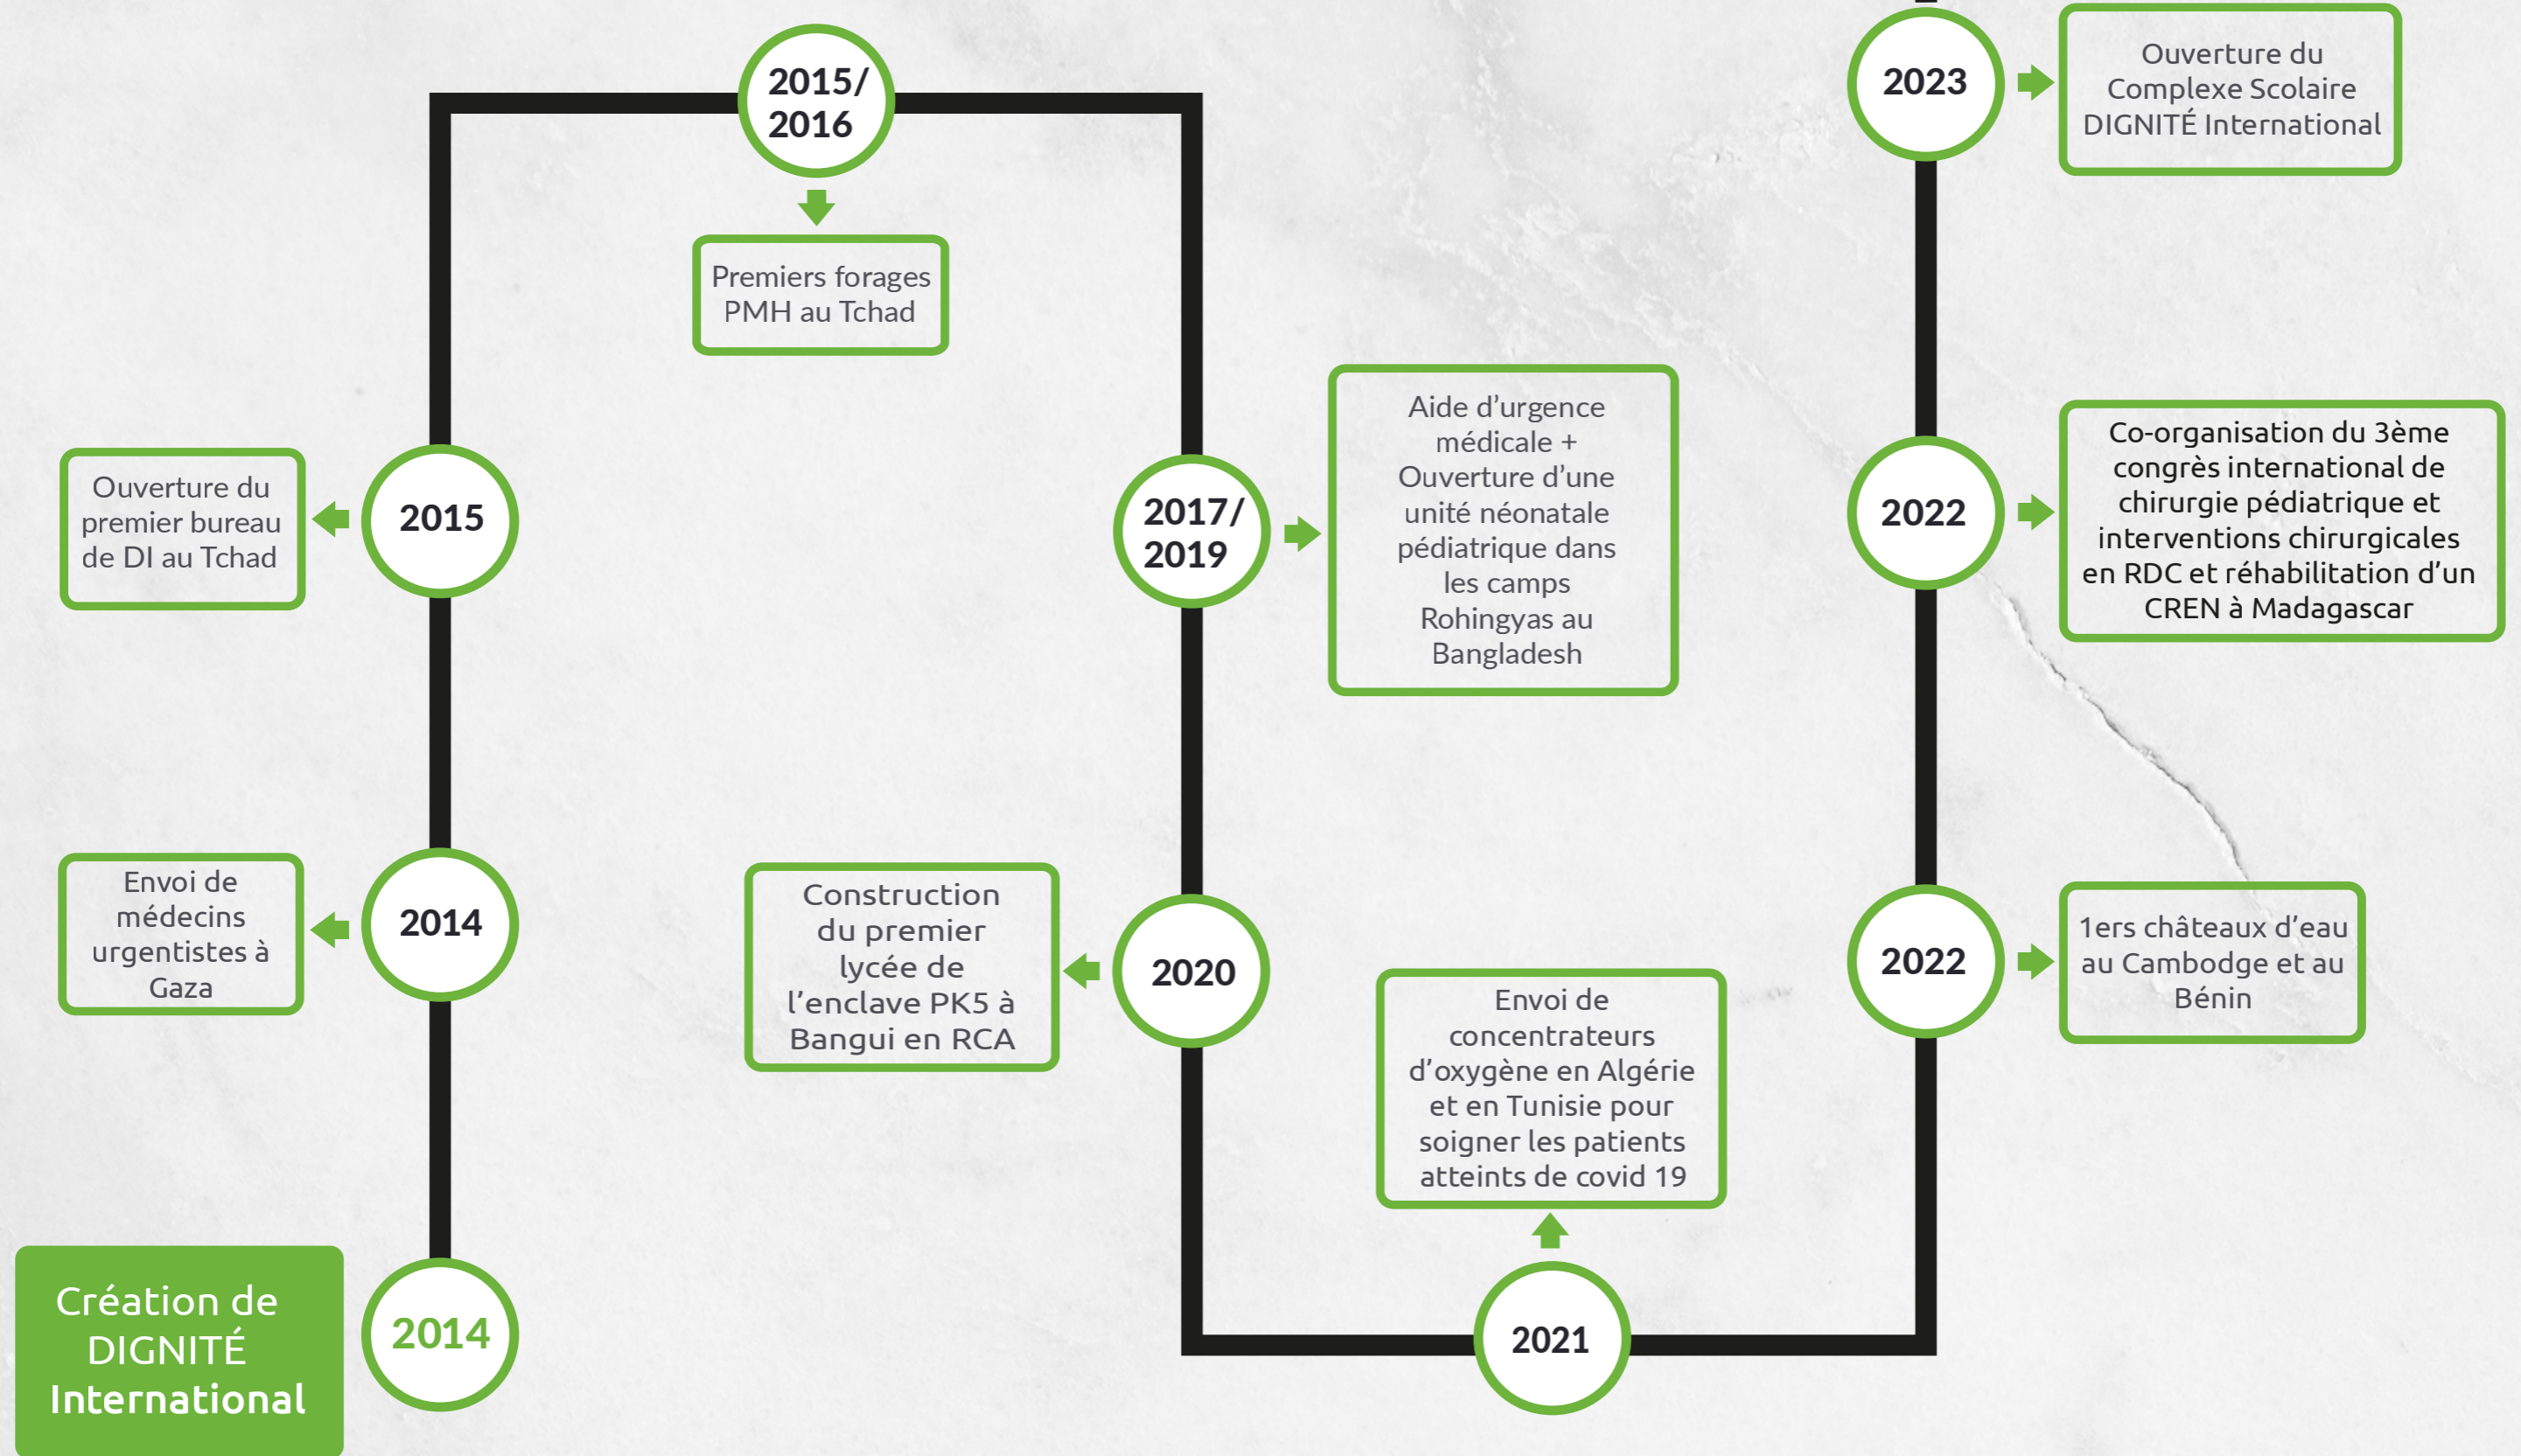 Création de
DIGNITÉ
International
2014
2014
Envoi de
médecins
urgentistes à
Gaza
2015
Ouverture du
premier bureau
de DI au Tchad
2015/
2016
Premiers forages
PMH au Tchad
2017/
2019
Aide d’urgence
médicale +
Ouverture d’une
unité néonatale
pédiatrique dans
les camps
Rohingyas au
Bangladesh
2020
Construction
du premier
lycée de
l’enclave PK5 à
Bangui en RCA
2021
Envoi de
concentrateurs
d’oxygène en Algérie
et en Tunisie pour
soigner les patients
atteints de covid 19
2022
1ers châteaux d’eau
au Cambodge et au
Bénin
2022
Co-organisation du 3ème
congrès international de
chirurgie pédiatrique et
interventions chirurgicales
en RDC et réhabilitation d’un
CREN à Madagascar
2023
Ouverture du
Complexe Scolaire
DIGNITÉ International